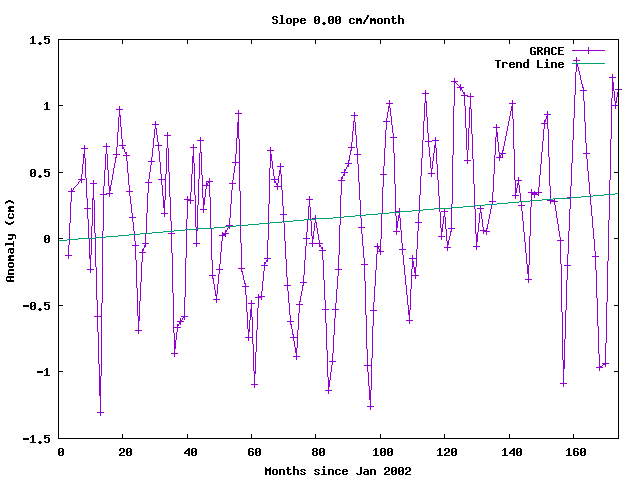 Slope 0.00 cm/month
GRACE
Trend Line
1.5
1
0.5
0
-0.5
-1
-1.5
Anomaly (cm)
0 20 40 60 80 100 120 140 160
Months since Jan 2002